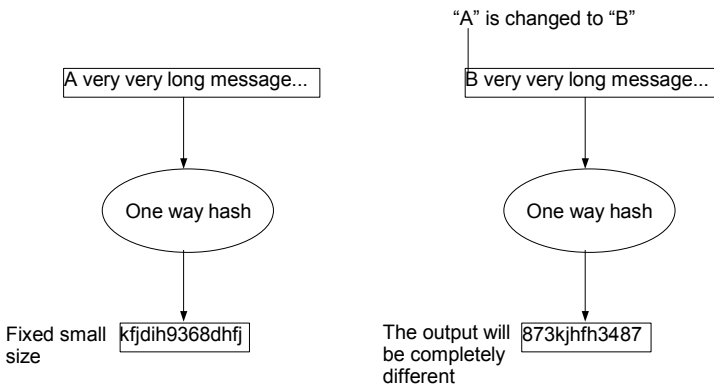 “A” is changed to “B”
A very very long message...
B very very long message...
One way hash
One way hash
Fixed small
size
kfjdih9368dhfj
The output will
be completely
different
873kjhfh3487